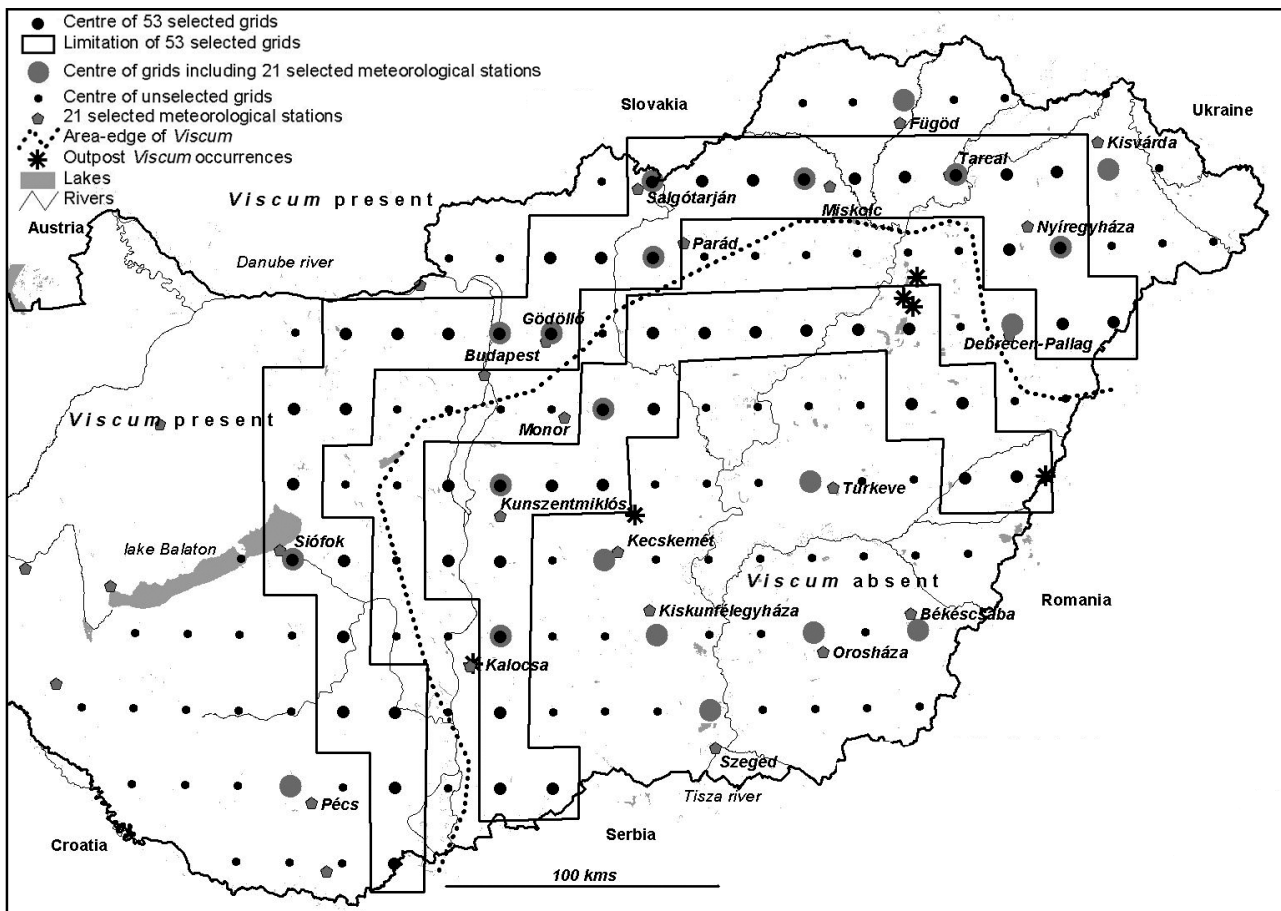 Centre of 53 selected grids
Limitation of 53 selected grids
Centre of grids including 21 selected meteorological stations
Centre of unselected grids
21 selected meteorological stations
Area-edge of Viscum
Outpost Viscum occurrences
Lakes
Rivers
Slovakia
Ukraine
Fügöd
Kisvárda
Tarcal
Viscum present
Salgótarján
Miskolc
Austria
Nyíregyháza
Parád
Danube river
Gödöllő
Debrecen-Pallag
Budapest
Viscum present
Monor
Túrkeve
Kunszentmiklós
lake Balaton
Siófok
Kecskemét
Viscum absent
Romania
Kiskunfélegyháza
Békéscsaba
Orosháza
Kalocsa
Szeged
Tisza river
Pécs
Serbia
Croatia
100 kms